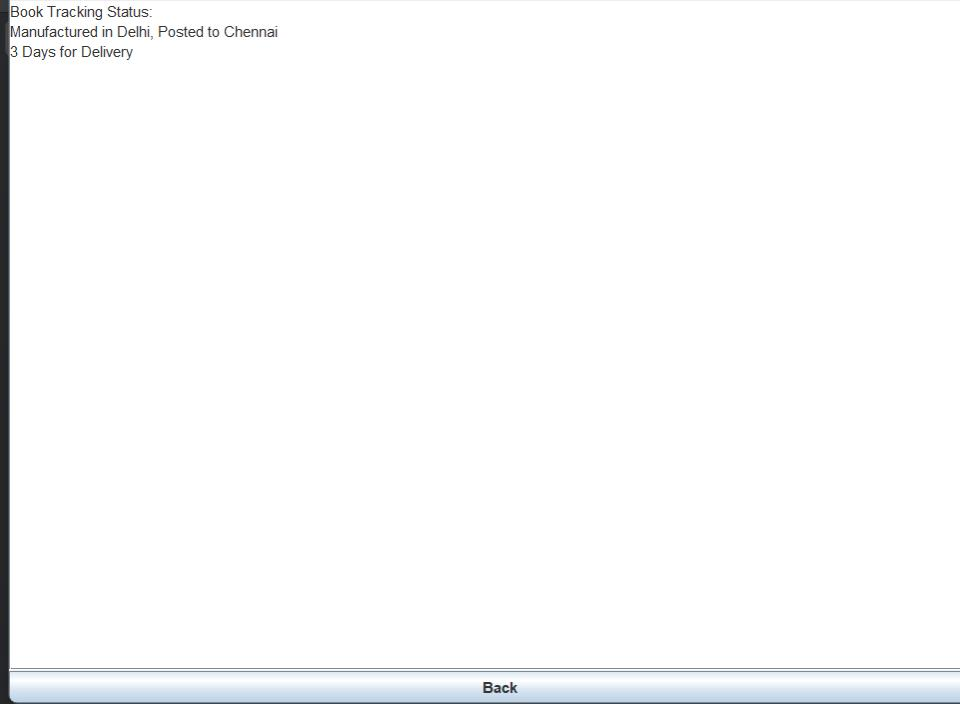 Book Tracking Status:
Manufactured in Delhi, Posted to Chennai
3 Days for Delivery
Back